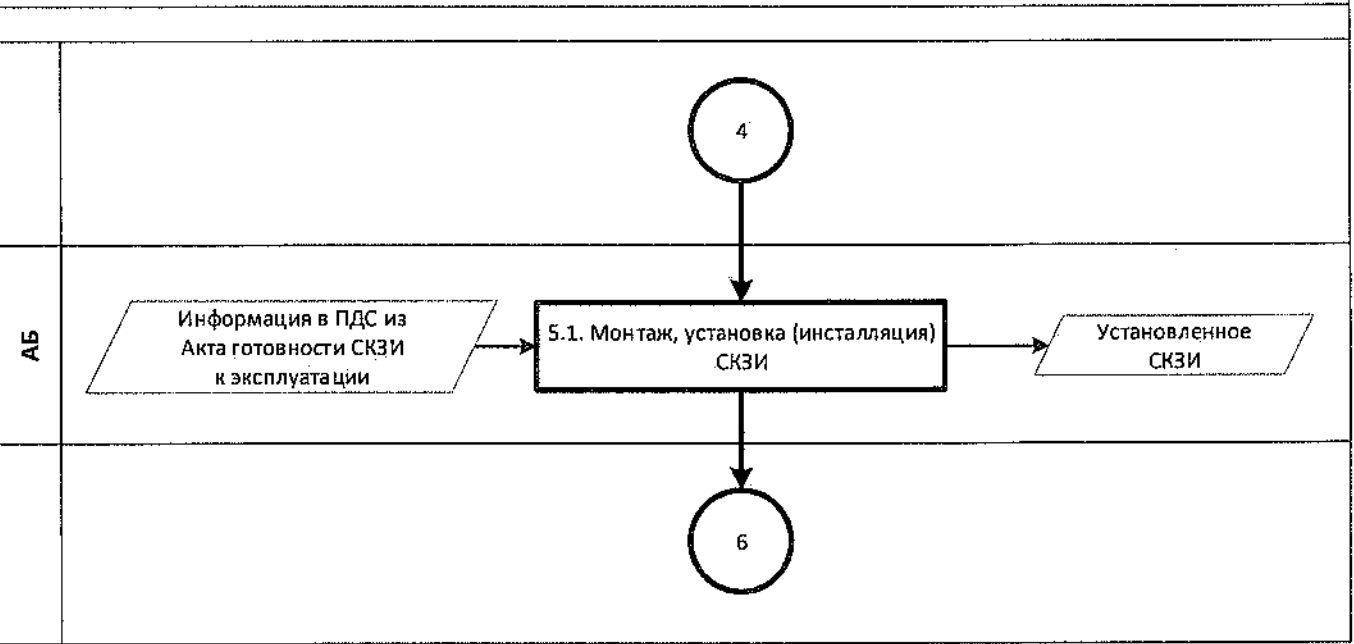 4
АБ
Информация в ПДС из
Акта готовности СКЗИ
к эксплуатации
5.1. Монтаж, установка (инсталляция)
СКЗИ
Установленное
СКЗИ
6